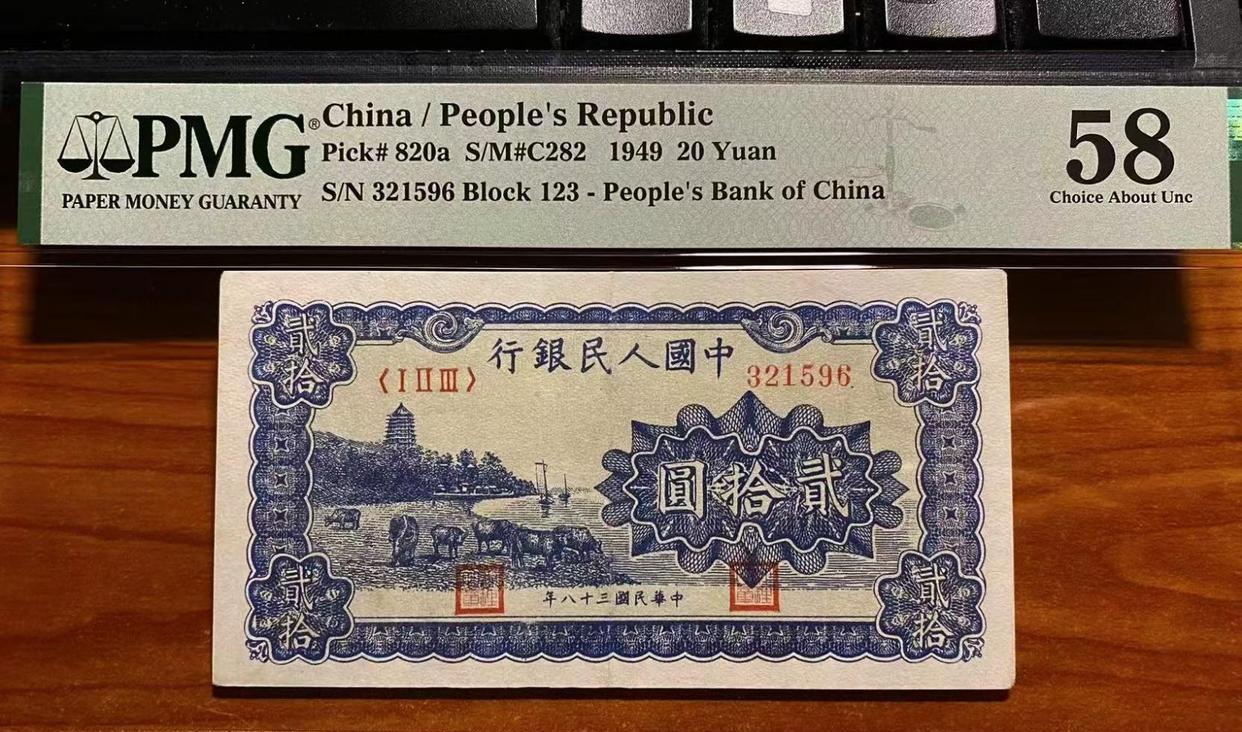 PMG®
PAPER MONEY GUARANTY
China / People's Republic
Pick# 820a S/M#C282 1949 20 Yuan
S/N 321596 Block 123 - People's Bank of China
58
Choice About Unc
貳拾
貳拾
行銀民人國中
〈I II III〉
321596
圓拾貳
貳拾
貳拾
年八十三國民華中